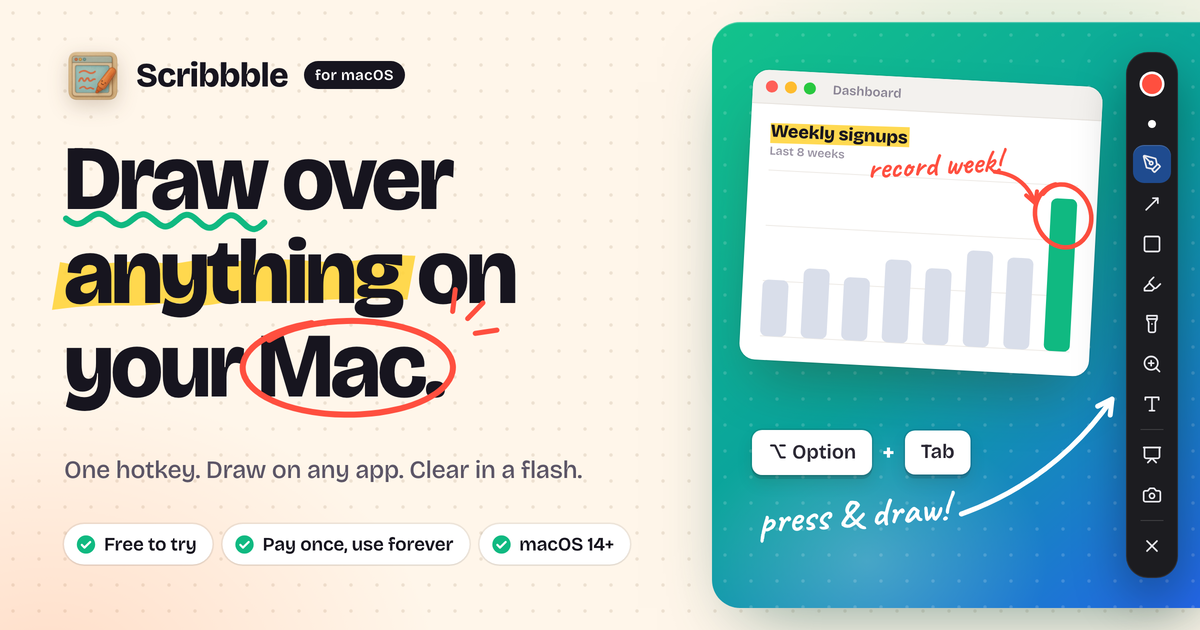 Scribbble for macOS
Draw over
anything on
your Mac.
One hotkey. Draw on any app. Clear in a flash.
Free to try
Pay once, use forever
macOS 14+
Dashboard
Weekly signups
Last 8 weeks
record week!
⌥ Option + Tab
press & draw!
T